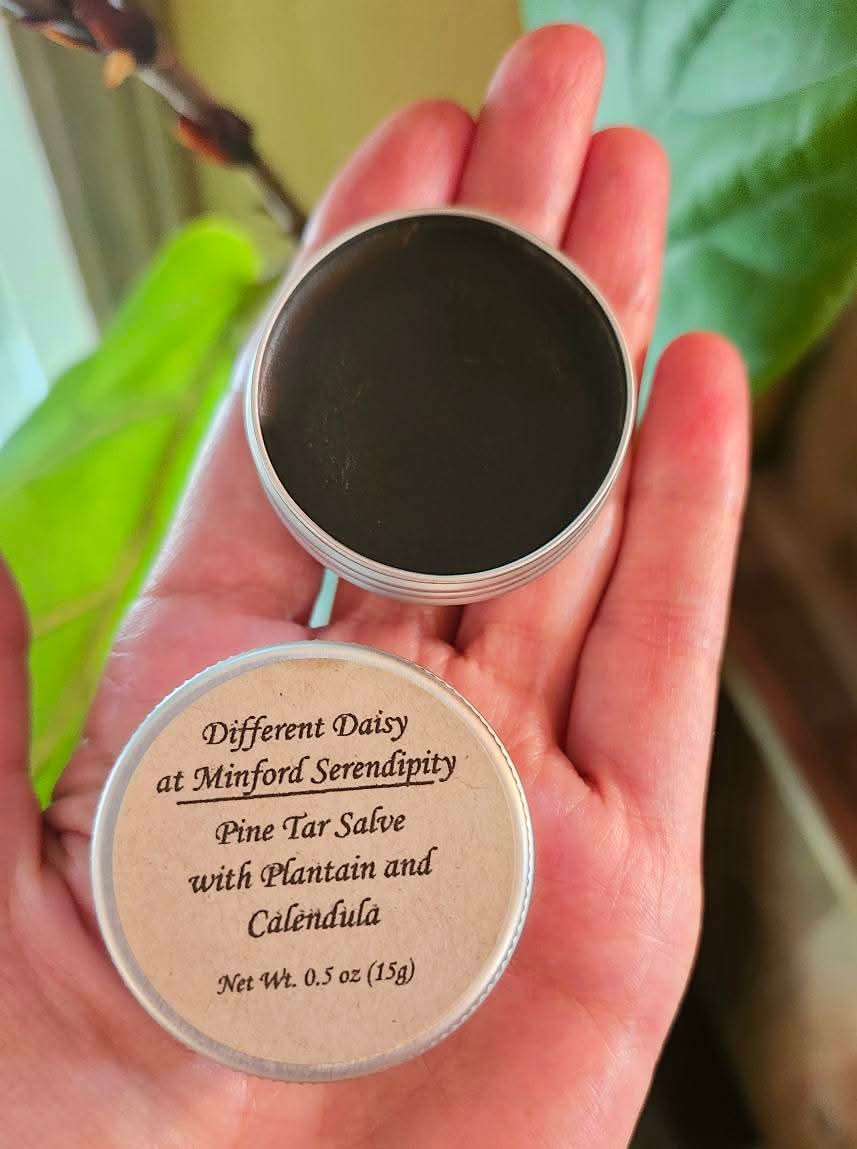 Different Daisy
at Minford Serendipity
Pine Tar Salve
with Plantain and
Calendula
Net Wt. 0.5 oz (15g)